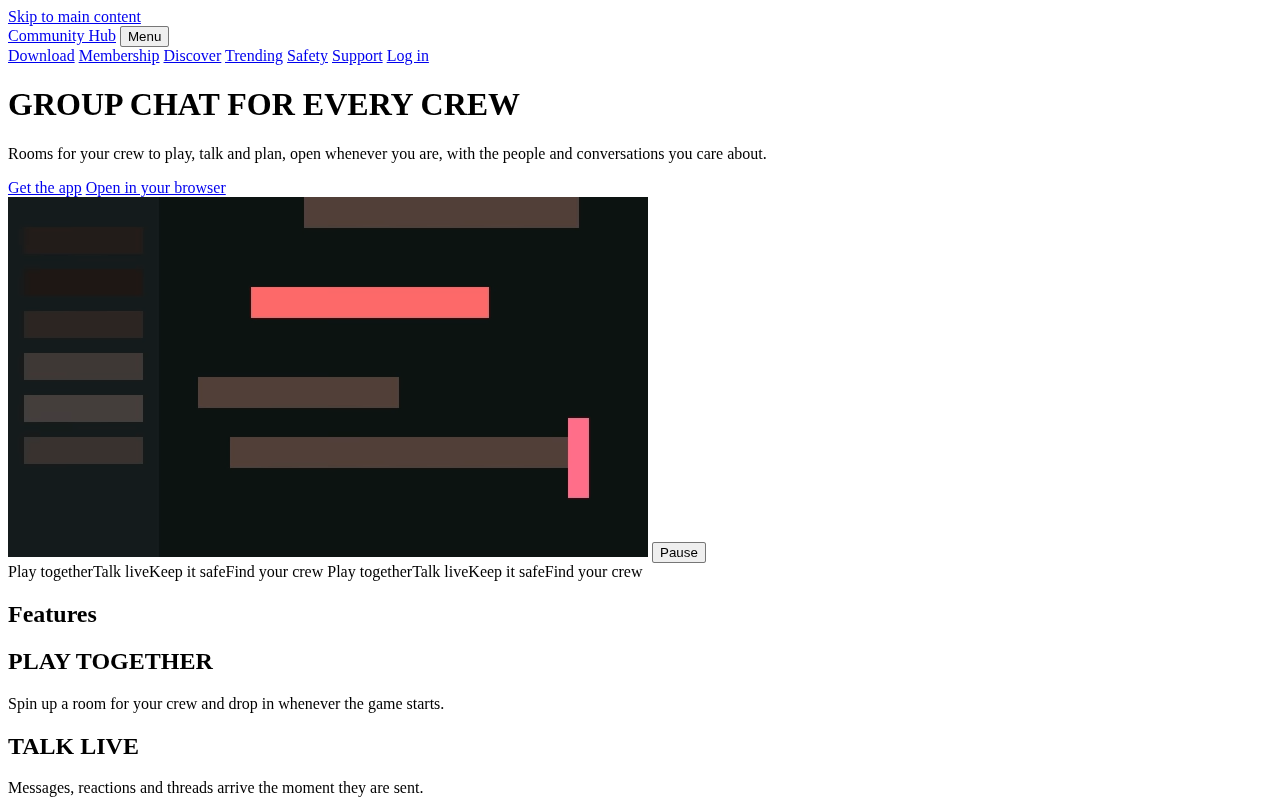 Skip to main content
Community Hub Menu
Download Membership Discover Trending Safety Support Log in
GROUP CHAT FOR EVERY CREW
Rooms for your crew to play, talk and plan, open whenever you are, with the people and conversations you care about.
Get the app Open in your browser
Pause
Play togetherTalk liveKeep it safeFind your crew Play togetherTalk liveKeep it safeFind your crew
Features
PLAY TOGETHER
Spin up a room for your crew and drop in whenever the game starts.
TALK LIVE
Messages, reactions and threads arrive the moment they are sent.